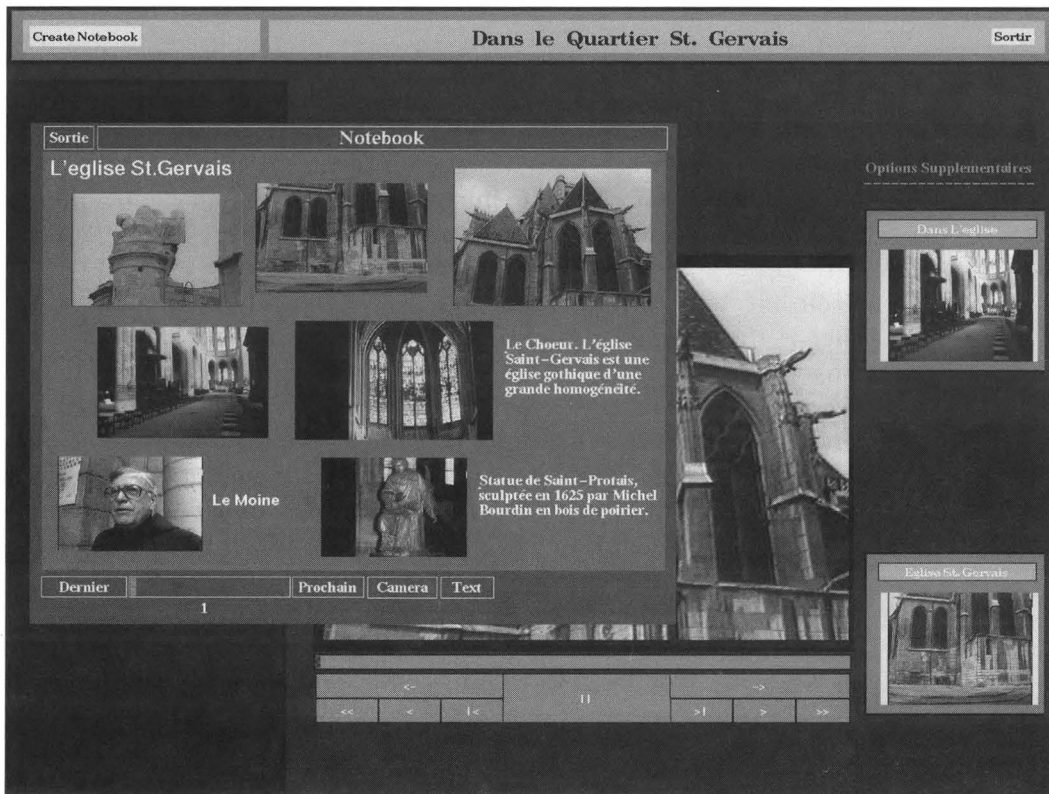 Create Notebook
Dans le Quartier St. Gervais
Sortir
Sortie
Notebook
L'eglise St.Gervais
Le Choeur. L'église
Saint-Gervais est une
église gothique d'une
grande homogénéité.
Le Moine
Statue de Saint-Protais,
sculptée en 1625 par Michel
Bourdin en bois de poirier.
Dernier
Prochain
Camera
Text
1
Options Supplementaires
Dans L'eglise
Eglise St. Gervais
<- || ->
<< < |< >| > >>